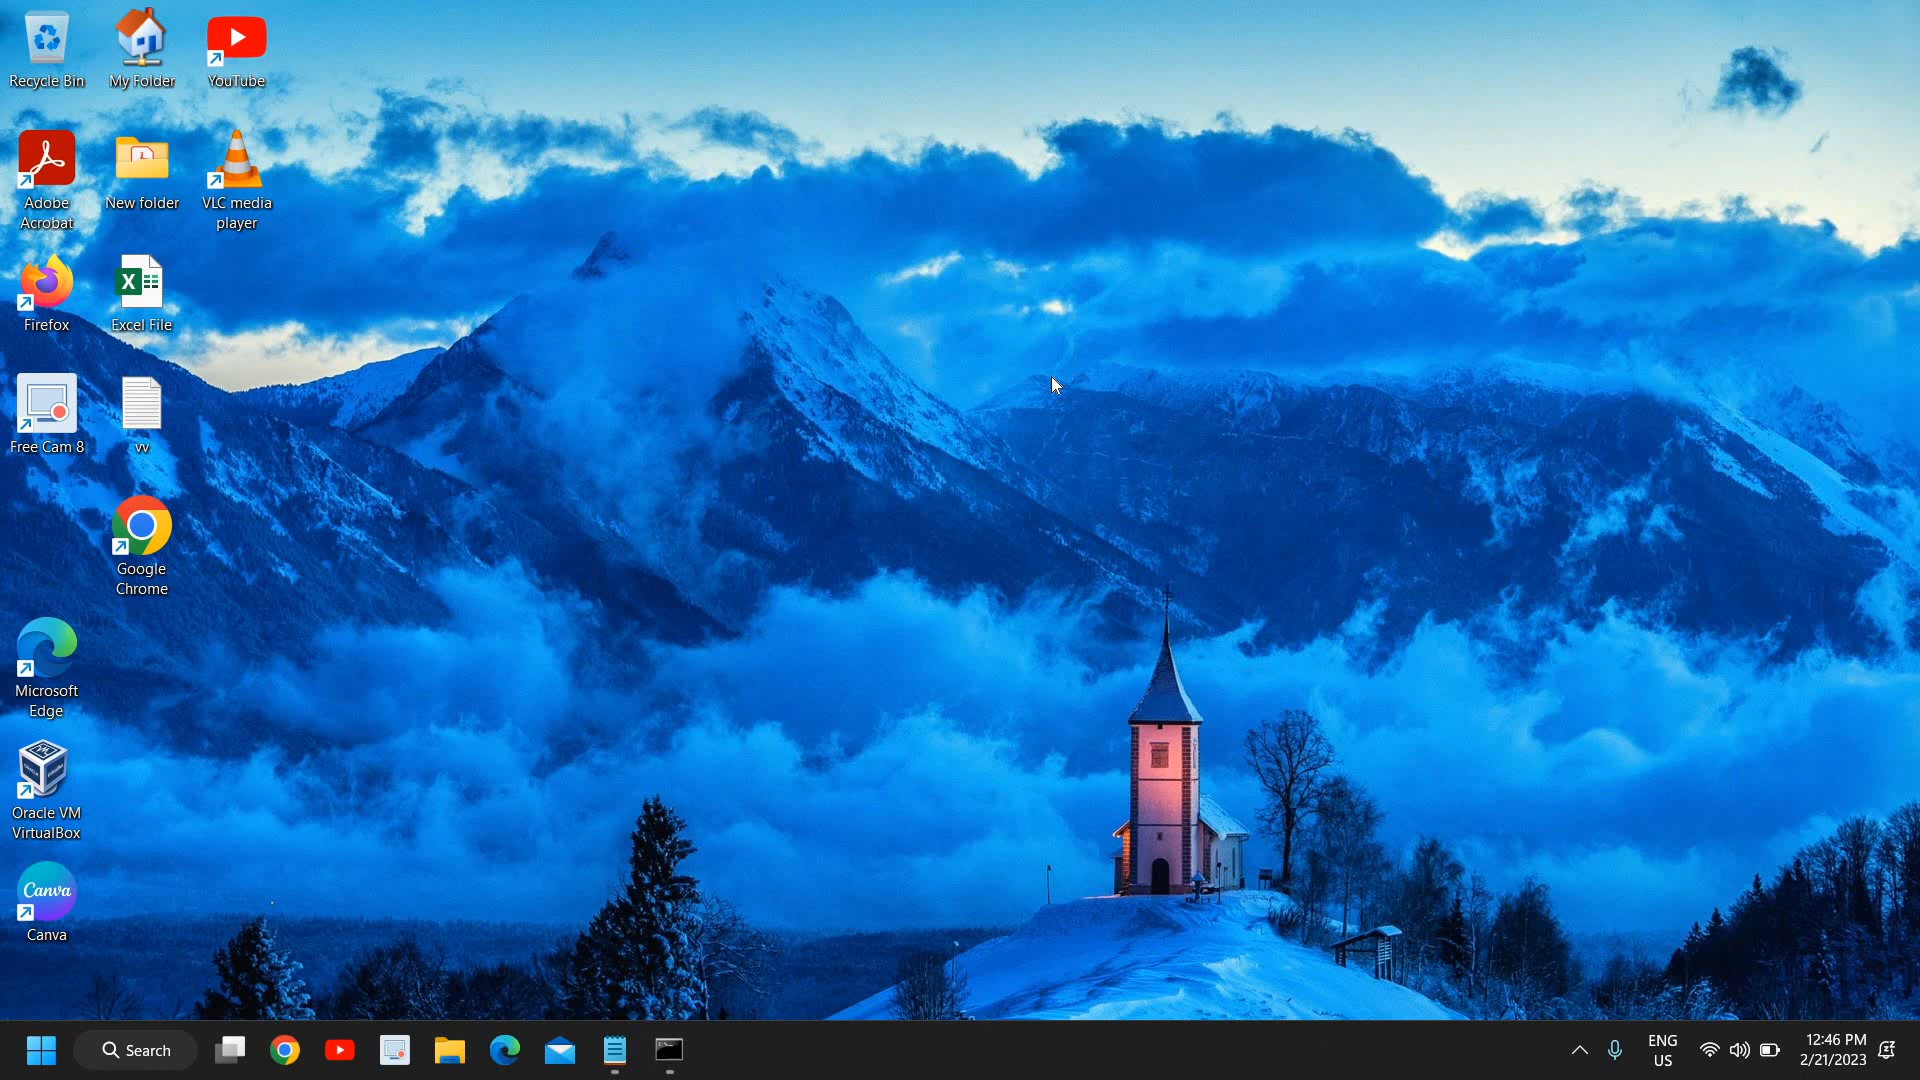 Recycle Bin
My Folder
YouTube
Adobe
Acrobat
New folder
VLC media
player
Firefox
Excel File
Free Cam 8
vv
Google
Chrome
Microsoft
Edge
Oracle VM
VirtualBox
Canva
Canva
Search
ENG
US
12:46 PM
2/21/2023